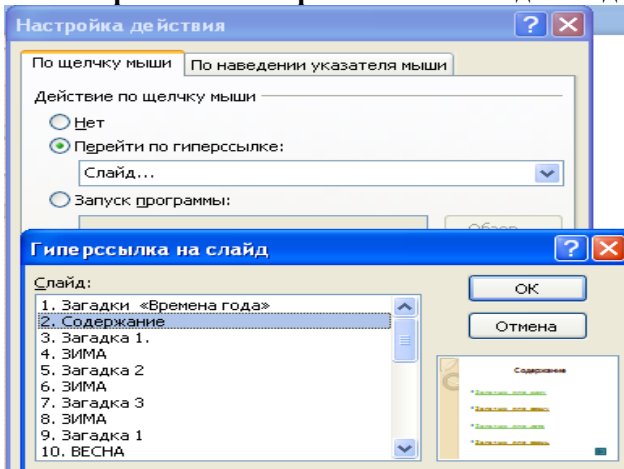 Настройка действия
По щелчку мыши По наведении указателя мыши
Действие по щелчку мыши
Нет
Перейти по гиперссылке:
Слайд...
Запуск программы:
Обзор...
Гиперссылка на слайд
Слайд:
1. Загадки «Времена года»
2. Содержание
3. Загадка 1.
4. ЗИМА
5. Загадка 2
6. ЗИМА
7. Загадка 3
8. ЗИМА
9. Загадка 1
10. ВЕСНА
ОК
Отмена
Содержание